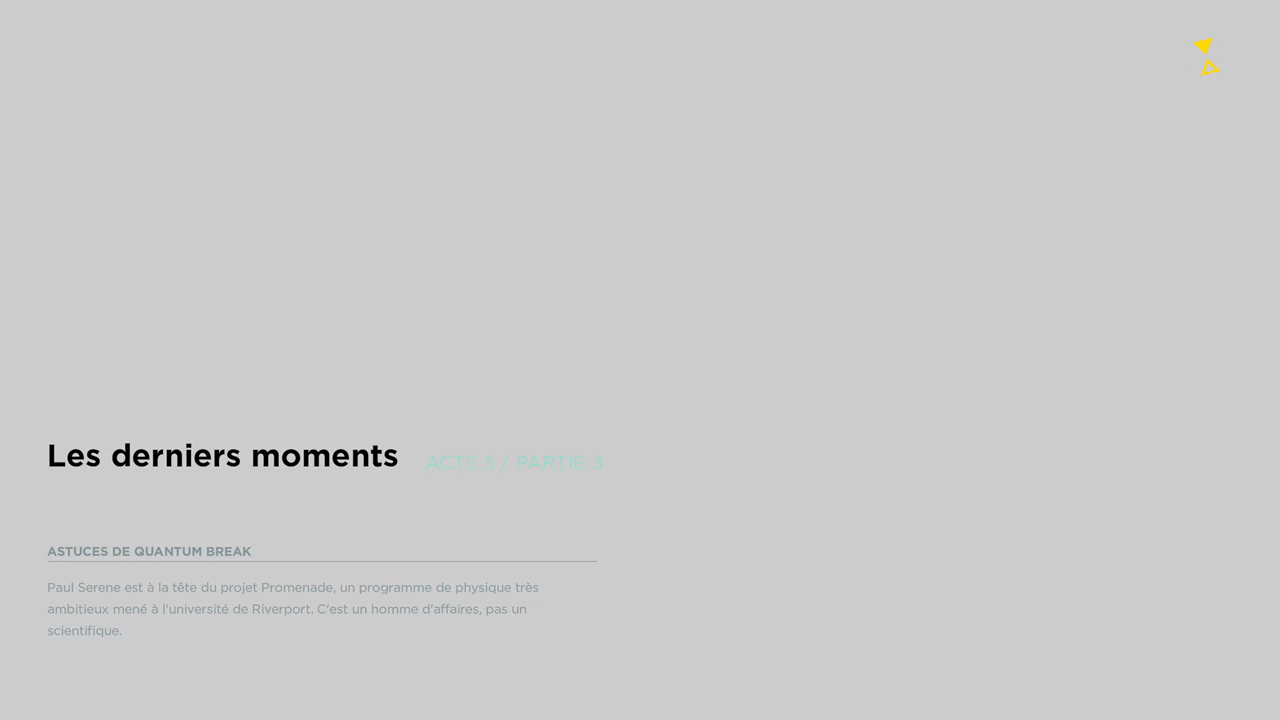 Les derniers moments ACTE 5 / PARTIE 3
ASTUCES DE QUANTUM BREAK
Paul Serene est à la tête du projet Promenade, un programme de physique très
ambitieux mené à l'université de Riverport. C'est un homme d'affaires, pas un
scientifique.